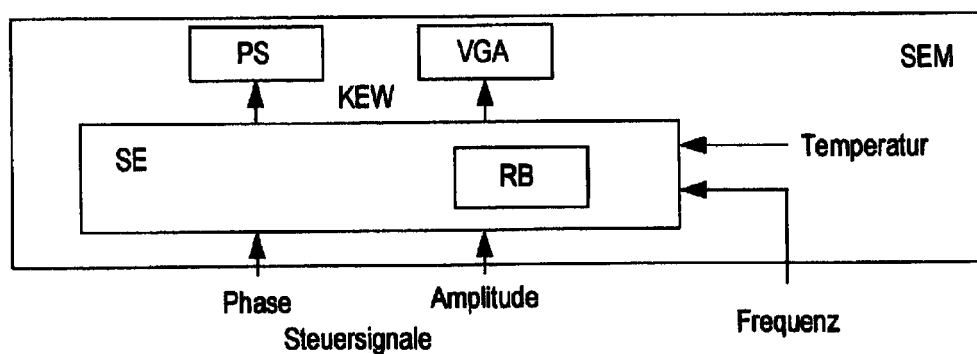 PS
VGA
SEM
KEW
SE
RB
Temperatur
Phase
Amplitude
Steuersignale
Frequenz